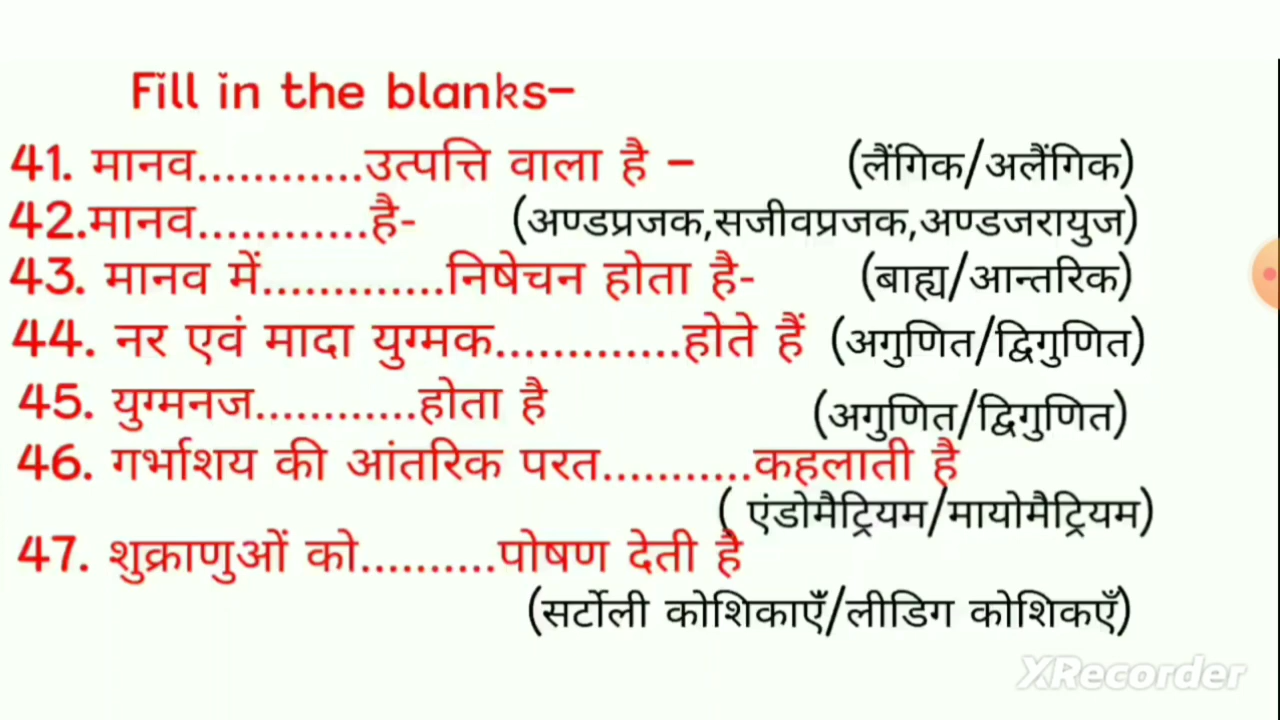 Fill in the blanks-
41. मानव............उत्पत्ति वाला है – (लैंगिक/अलैंगिक)
42.मानव............है- (अण्डप्रजक,सजीवप्रजक,अण्डजरायुज)
43. मानव में.............निषेचन होता है- (बाह्य/आन्तरिक)
44. नर एवं मादा युग्मक.............होते हैं (अगुणित/द्विगुणित)
45. युग्मनज............होता है (अगुणित/द्विगुणित)
46. गर्भाशय की आंतरिक परत...........कहलाती है
( एंडोमैट्रियम/मायोमैट्रियम)
47. शुक्राणुओं को..........पोषण देती है
(सर्टोली कोशिकाएँ/लीडिग कोशिकएँ)
XRecorder